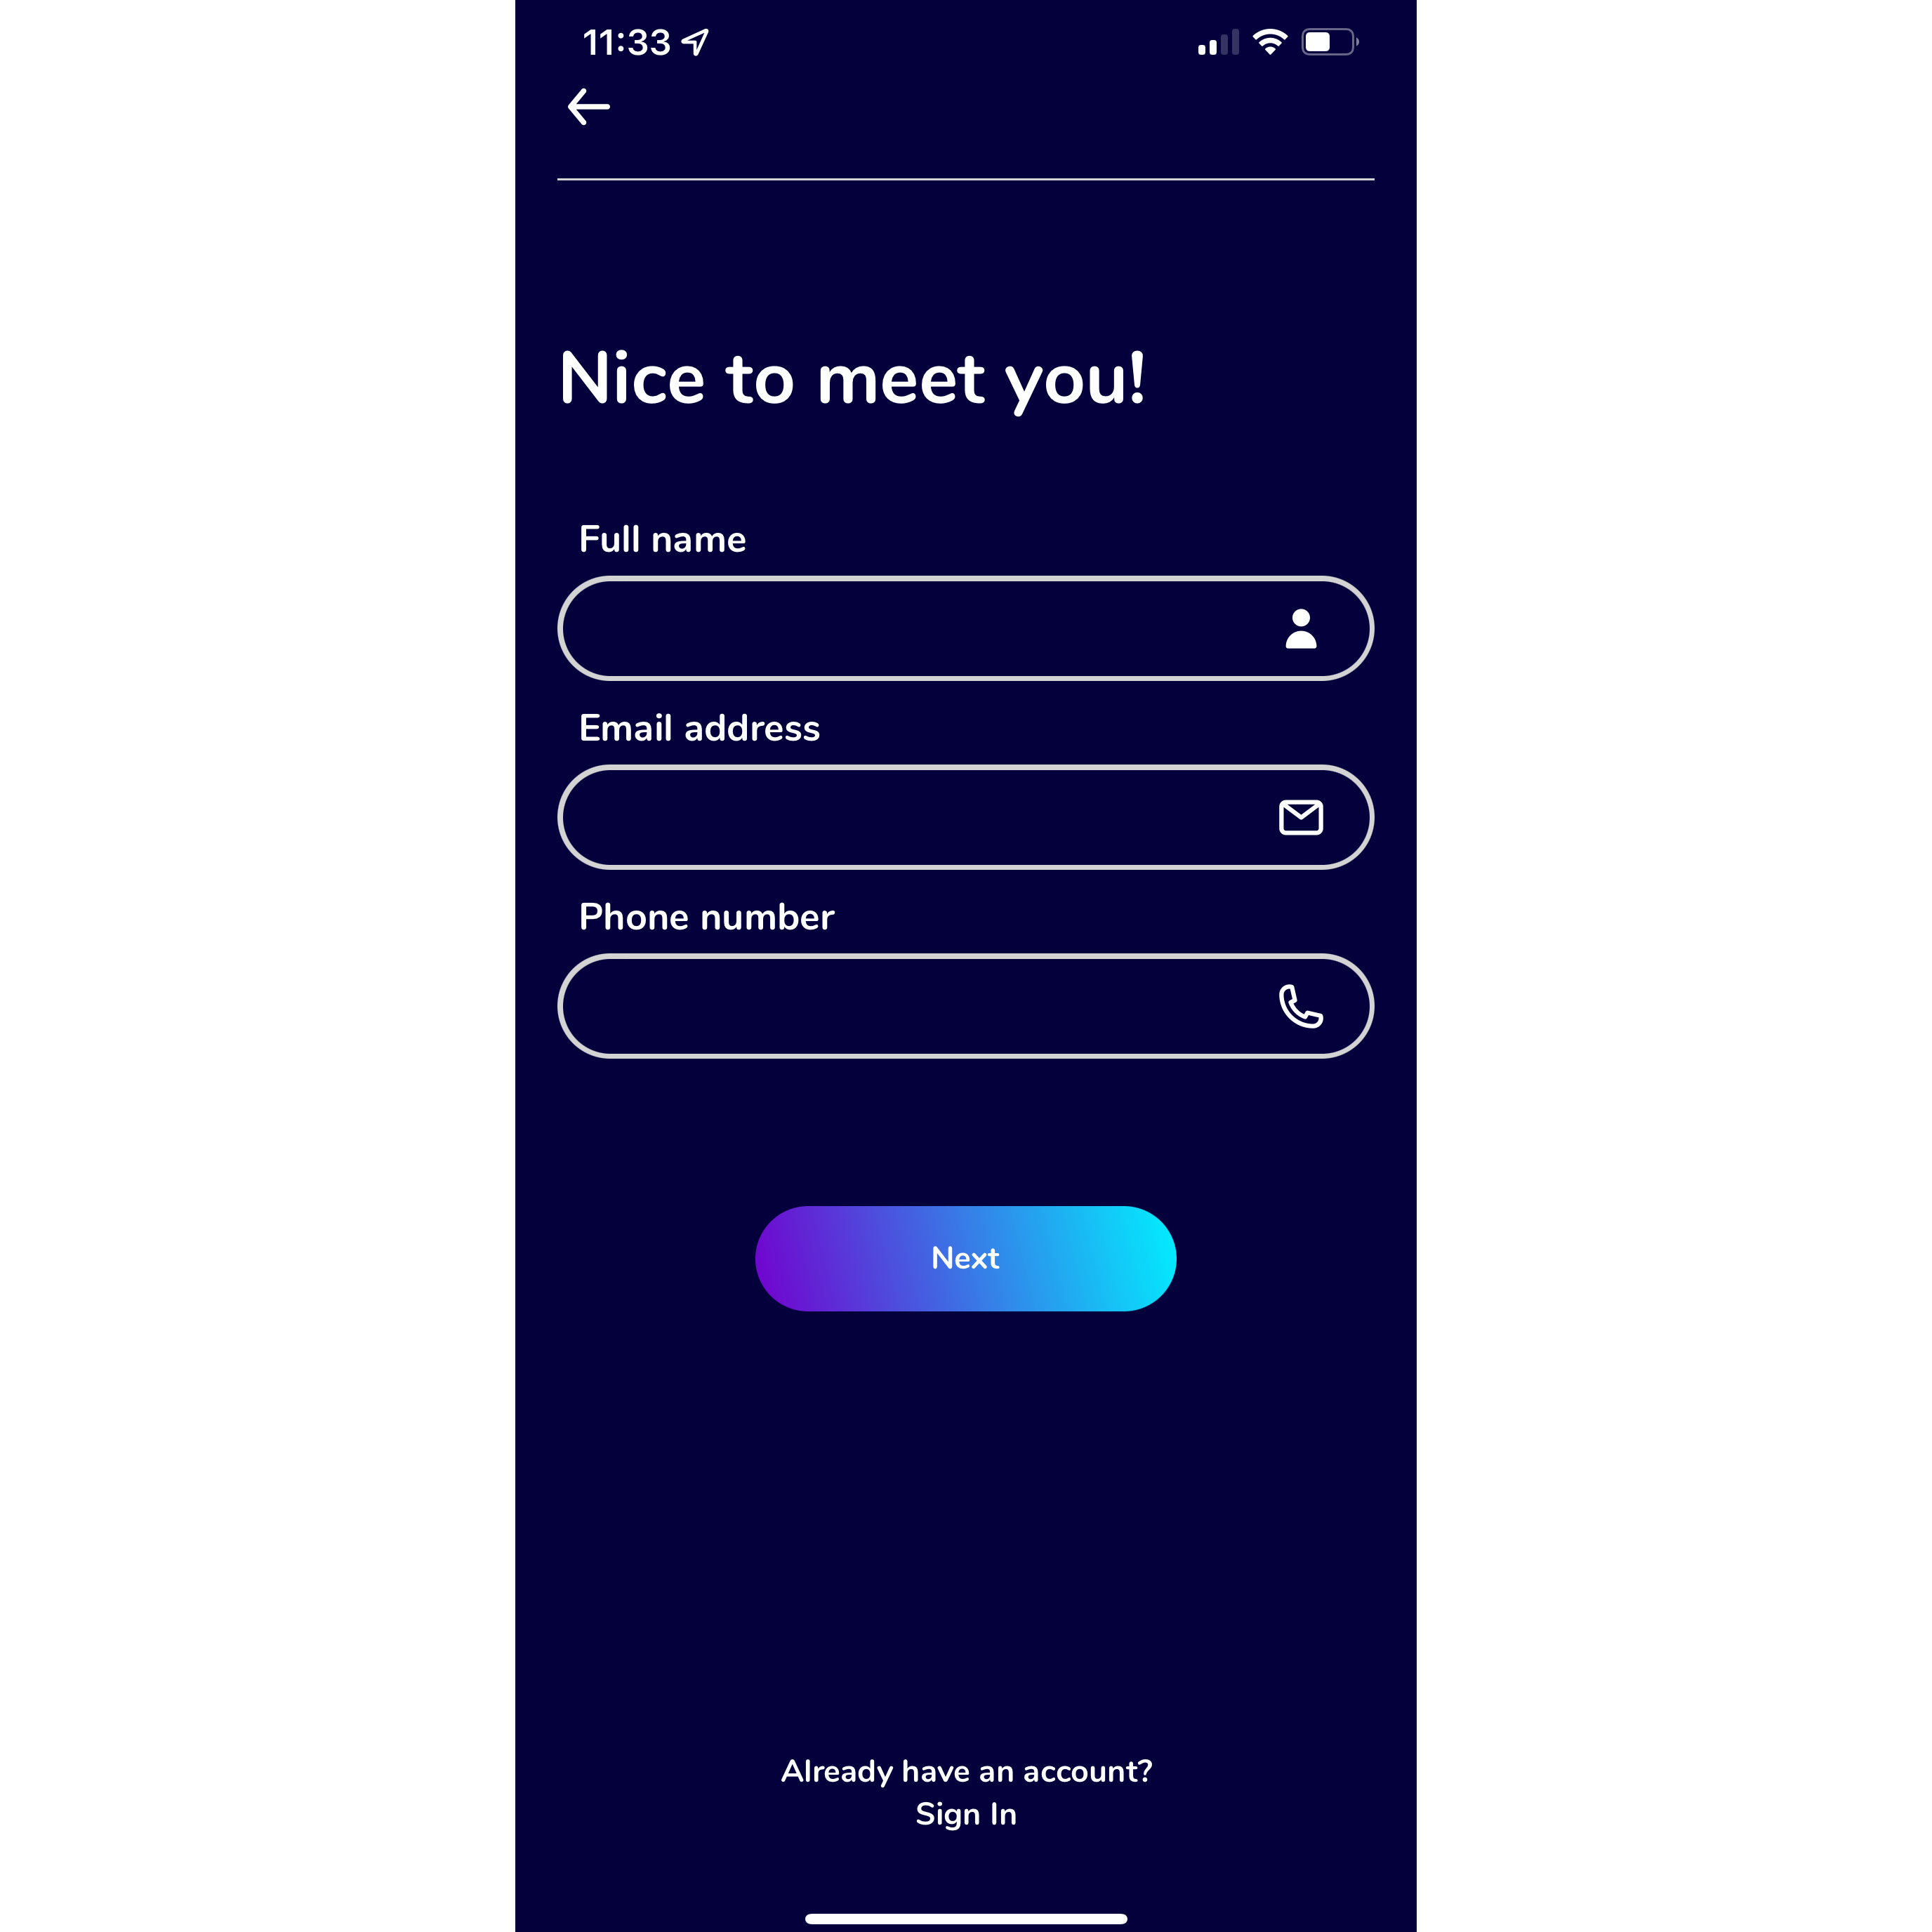 11:33
Nice to meet you!
Full name
Email address
Phone number
Next
Already have an account?
Sign In